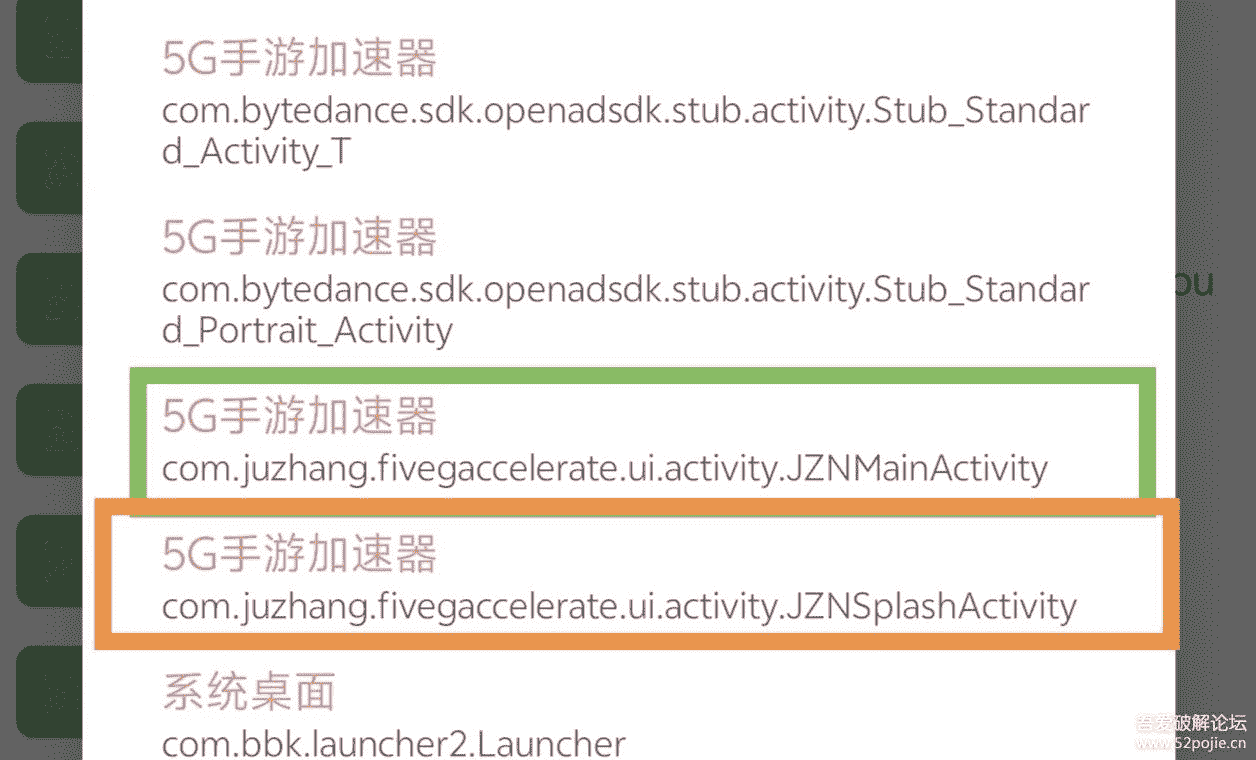 5G手游加速器
com.bytedance.sdk.openadsdk.stub.activity.Stub_Standar
d_Activity_T
5G手游加速器
com.bytedance.sdk.openadsdk.stub.activity.Stub_Standar
d_Portrait_Activity
ou
5G手游加速器
com.juzhang.fivegaccelerate.ui.activity.JZNMainActivity
5G手游加速器
com.juzhang.fivegaccelerate.ui.activity.JZNSplashActivity
系统桌面
com.bbk.launcher2.Launcher
吾爱破解论坛
www.52pojie.cn